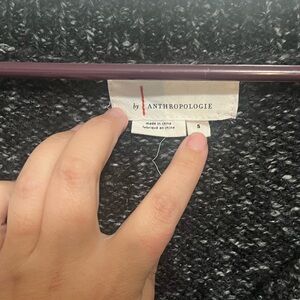 by ANTHROPOLOGIE
made in china
fabriqué en chine
S